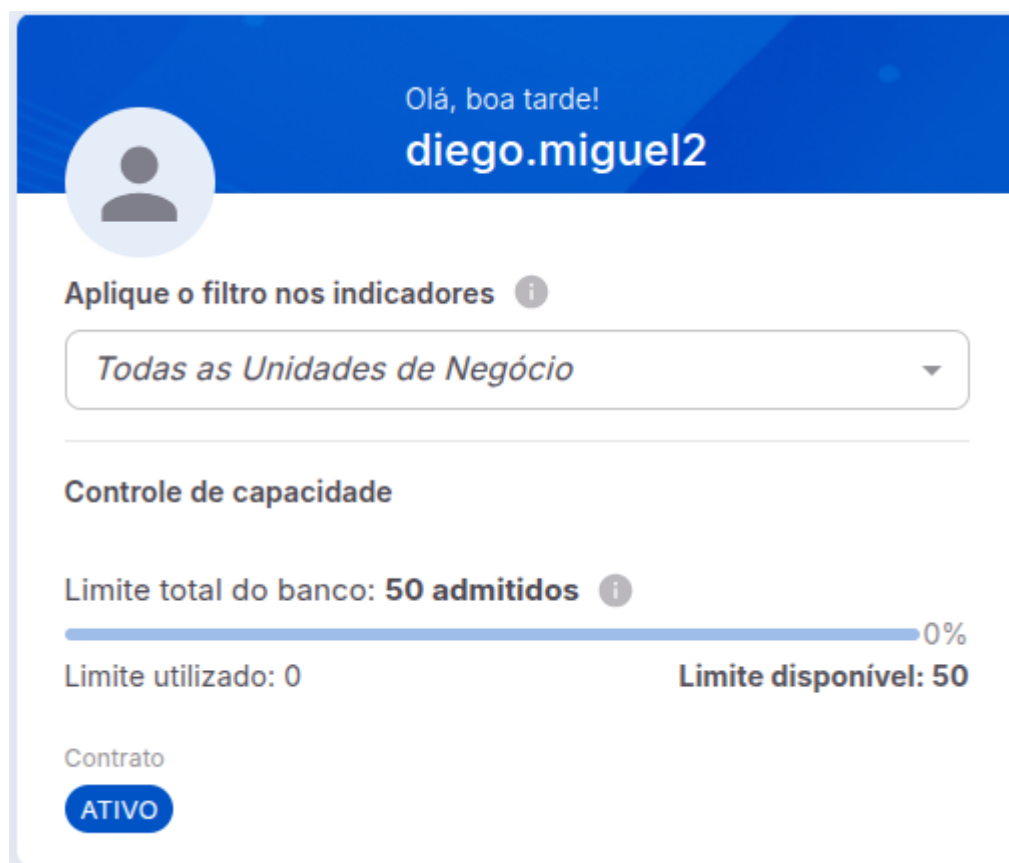 Olá, boa tarde!
diego.miguel2
Aplique o filtro nos indicadores
Todas as Unidades de Negócio
Controle de capacidade
Limite total do banco: 50 admitidos
0%
Limite utilizado: 0 Limite disponível: 50
Contrato
ATIVO